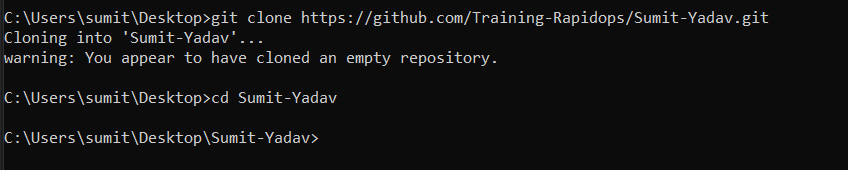 C:\Users\sumit\Desktop>git clone https://github.com/Training-Rapidops/Sumit-Yadav.git
Cloning into 'Sumit-Yadav'...
warning: You appear to have cloned an empty repository.
C:\Users\sumit\Desktop>cd Sumit-Yadav
C:\Users\sumit\Desktop\Sumit-Yadav>